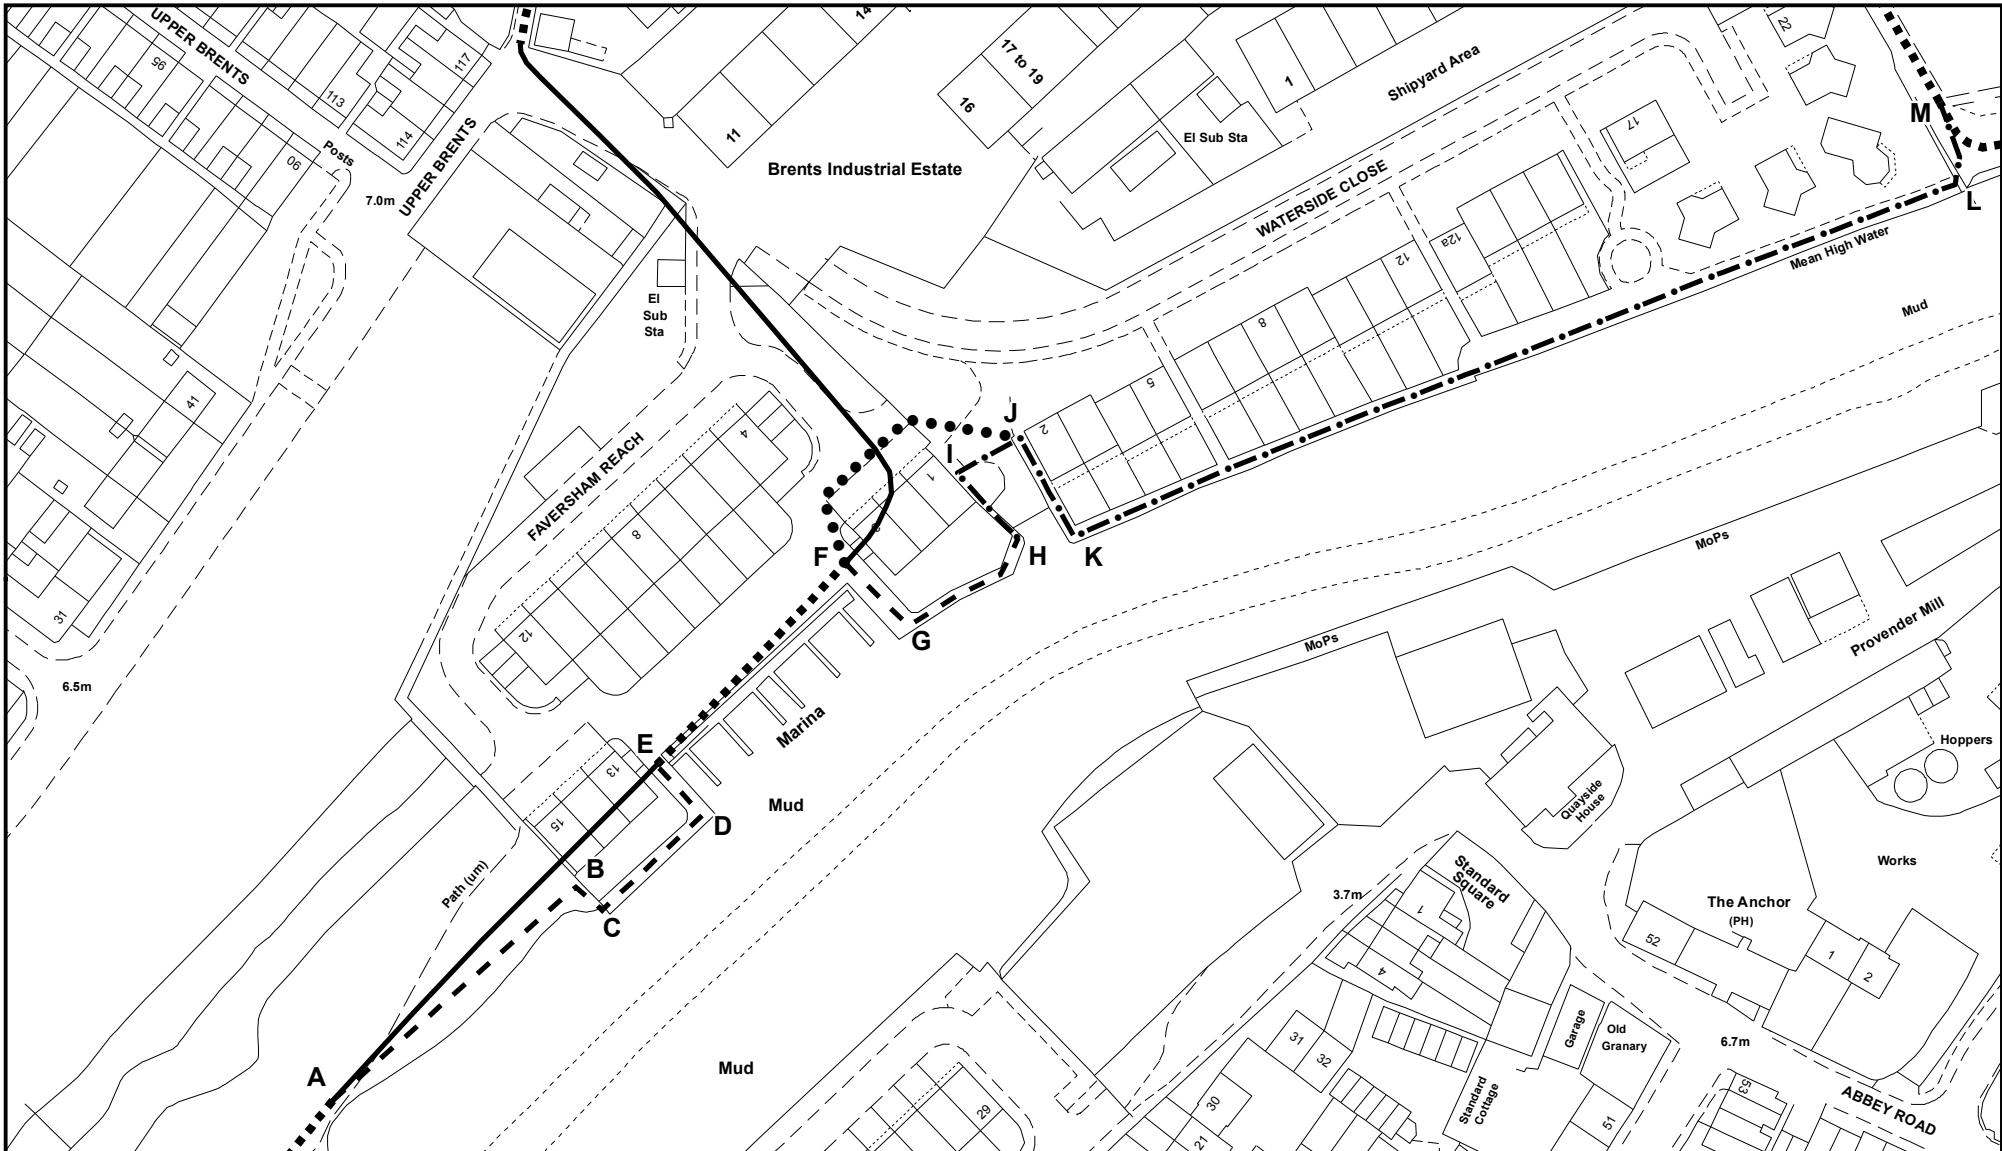 UPPER BRENTS
95
117
113
114
90
Posts
7.0m
UPPER BRENTS
14
17 to 19
16
11
Brents Industrial Estate
1
Shipyard Area
El Sub Sta
22
M
17
L
WATERSIDE CLOSE
12a
12
8
5
2
Mean High Water
Mud
El
Sub
Sta
41
31
6.5m
FAVERSHAM REACH
4
8
12
J
I
1
3
F
H
K
G
MoPs
MoPs
Provender Mill
Hoppers
Marina
E
13
15
D
Mud
B
C
Path (um)
A
Quayside
House
Works
Standard
Square
3.7m
The Anchor
(PH)
52
1
2
1
4
Garage
Old
Granary
6.7m
31
32
30
21
29
Mud
Standard
Cottage
51
53
ABBEY ROAD